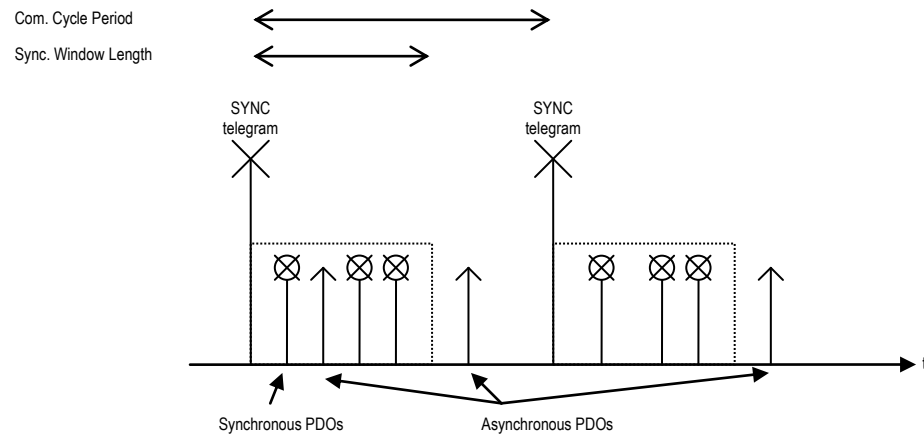 Com. Cycle Period
Sync. Window Length
SYNC
telegram
SYNC
telegram
t
Synchronous PDOs
Asynchronous PDOs